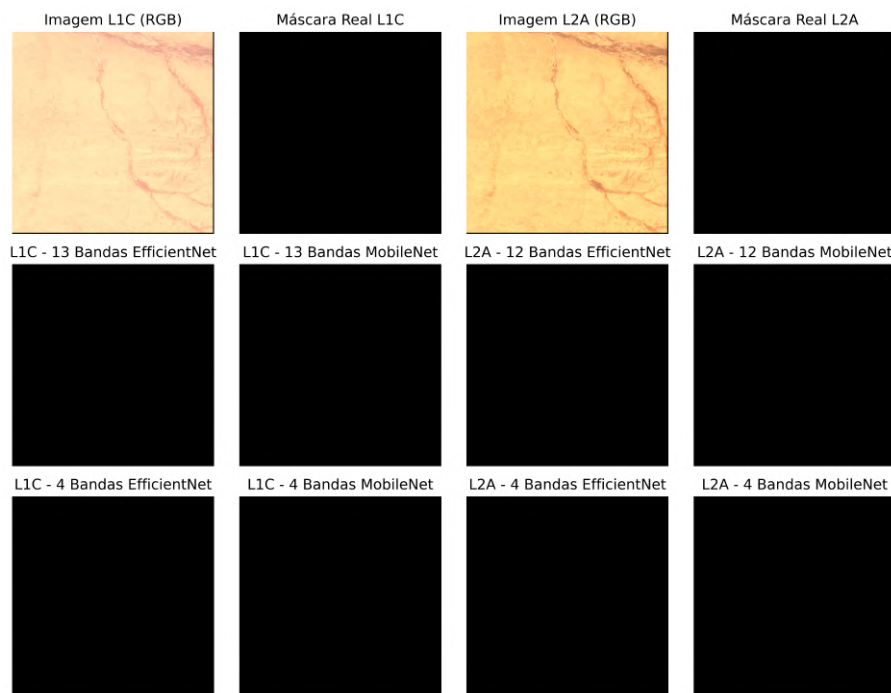 Imagem L1C (RGB)
Máscara Real L1C
Imagem L2A (RGB)
Máscara Real L2A
L1C - 13 Bandas EfficientNet
L1C - 13 Bandas MobileNet
L2A - 12 Bandas EfficientNet
L2A - 12 Bandas MobileNet
L1C - 4 Bandas EfficientNet
L1C - 4 Bandas MobileNet
L2A - 4 Bandas EfficientNet
L2A - 4 Bandas MobileNet